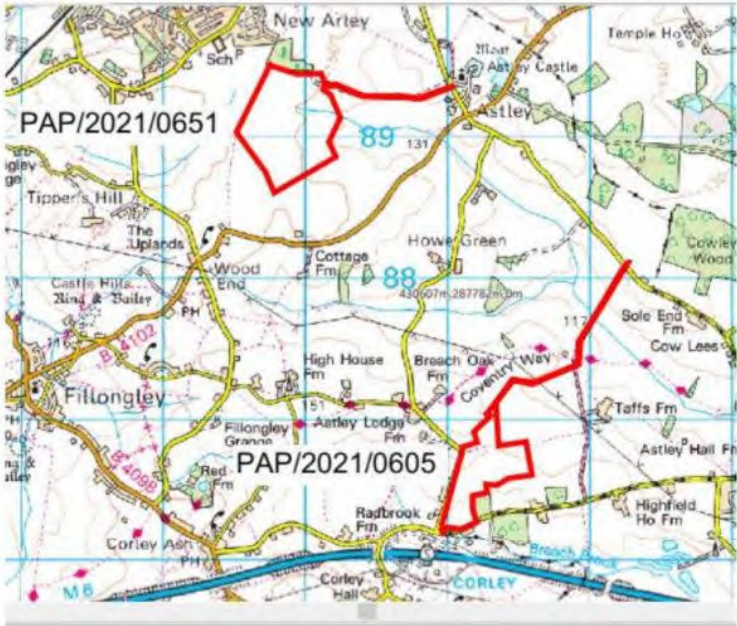 New Arley
Sch
Temple Ho
Moat
Astley Castle
PAP/2021/0651
Astley
89
131
Tipper's Hill
The
Uplands
Howe Green
Cottage
Fm
Wood
End
Cowley
Wood
88
430607m,287782m,0m
Castle Hills
Ring & Bailey
PH
117
Sole End
Fm
Cow Lees
B 4102
High House
Fm
Breach Oak
Fm
Coventry Way
Fillongley
151
Taffs Fm
Astley Lodge
Fm
Fillongley
Grange
Astley Hall Fm
PAP/2021/0605
B 4098
Red
Fm
Radbrook
Fm
Highfield
Ho Fm
Corley Ash
PH
Breach Brook
M 6
Corley
Hall
CORLEY